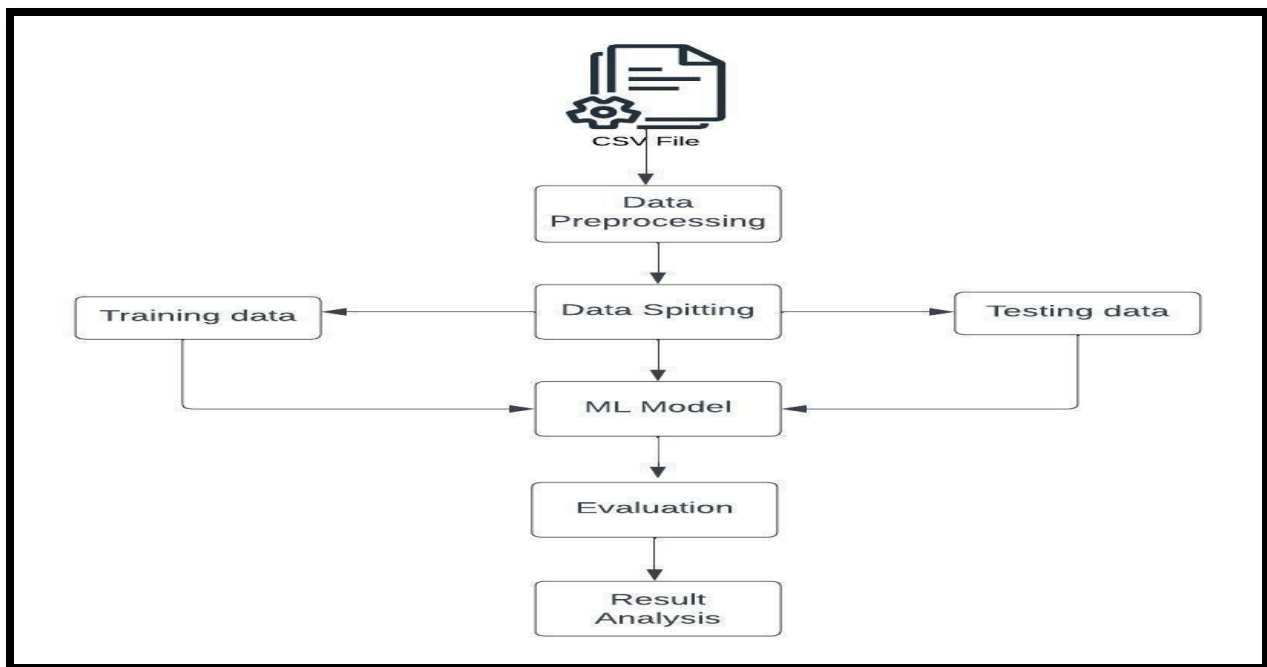 CSV File
Data
Preprocessing
Training data
Data Spitting
Testing data
ML Model
Evaluation
Result
Analysis